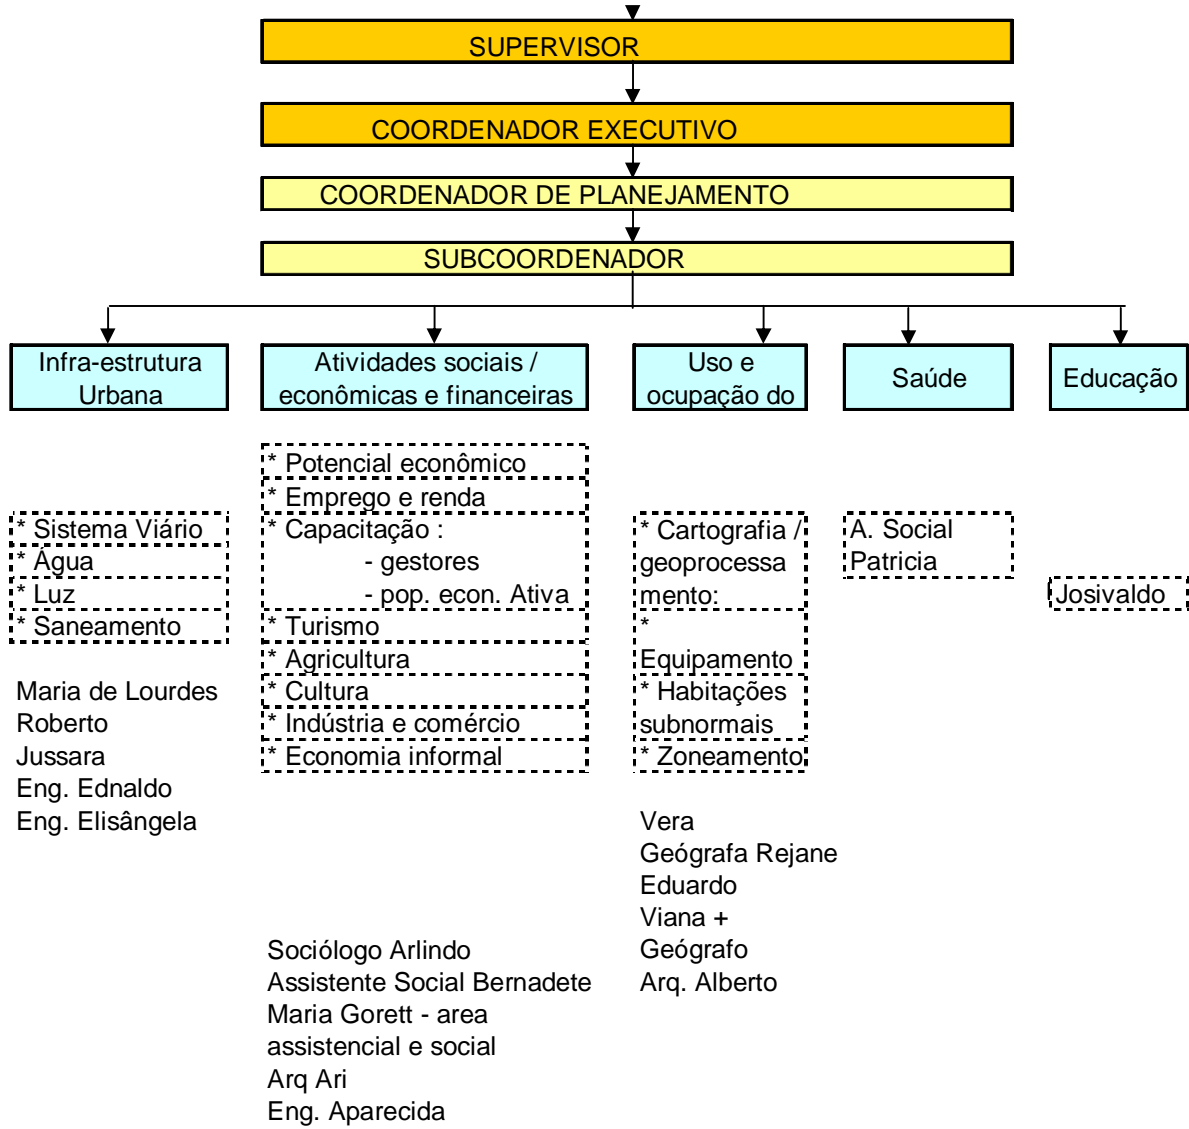 SUPERVISOR
COORDENADOR EXECUTIVO
COORDENADOR DE PLANEJAMENTO
SUBCOORDENADOR
Infra-estrutura
Urbana
Atividades sociais /
econômicas e financeiras
Uso e
ocupação do
Saúde
Educação
* Sistema Viário
* Água
* Luz
* Saneamento
Maria de Lourdes
Roberto
Jussara
Eng. Ednaldo
Eng. Elisângela
* Potencial econômico
* Emprego e renda
* Capacitação :
- gestores
- pop. econ. Ativa
* Turismo
* Agricultura
* Cultura
* Indústria e comércio
* Economia informal
Sociólogo Arlindo
Assistente Social Bernadete
Maria Gorett - area
assistencial e social
Arq Ari
Eng. Aparecida
* Cartografia /
geoprocessa
mento:
*
Equipamento
* Habitações
subnormais
* Zoneamento
Vera
Geógrafa Rejane
Eduardo
Viana +
Geógrafo
Arq. Alberto
A. Social
Patricia
Josivaldo